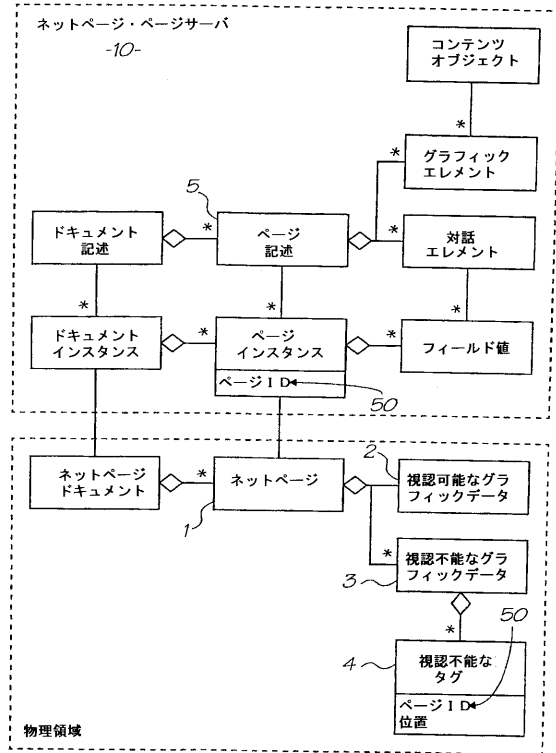 ネットページ・ページサーバ
-10-
コンテンツ
オブジェクト
*
*
グラフィック
エレメント
5
ドキュメント
記述
*
ページ
記述
*
対話
エレメント
*
*
*
ドキュメント
インスタンス
*
ページ
インスタンス
ページID
*
フィールド値
50
ネットページ
ドキュメント
*
ネットページ
1
2
視認可能なグラ
フィックデータ
*
視認不能なグラ
フィックデータ
3
*
50
4
視認不能な
タグ
ページID
位置
物理領域